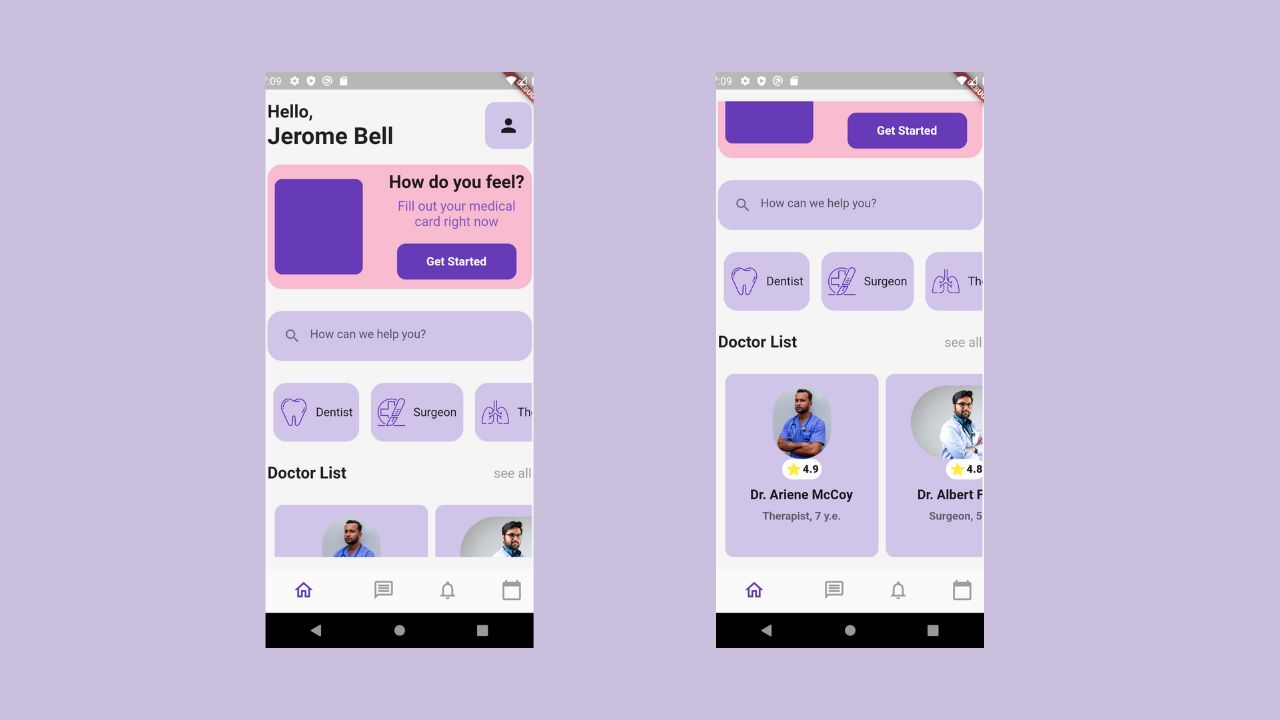 :09
Hello,
Jerome Bell
How do you feel?
Fill out your medical
card right now
Get Started
How can we help you?
Dentist
Surgeon
Doctor List
see all
:09
Get Started
How can we help you?
Dentist
Surgeon
Doctor List
see all
4.9
4.8
Dr. Ariene McCoy
Dr. Albert F
Therapist, 7 y.e.
Surgeon, 5